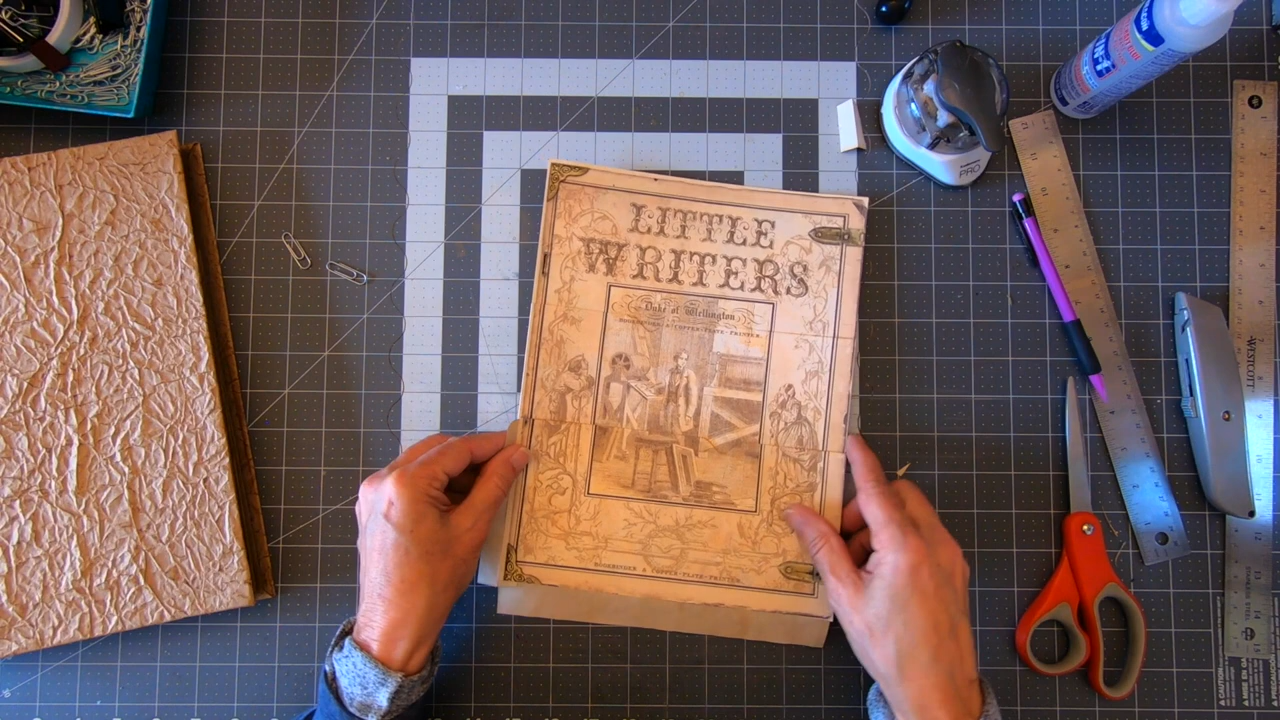 LITTLE
WRITERS
Duke of Wellington
BOOKBINDER & COPPER-PLATE-PRINTER
BOOKBINDER & COPPER-PLATE-PRINTER
PRO
WESTCOTT